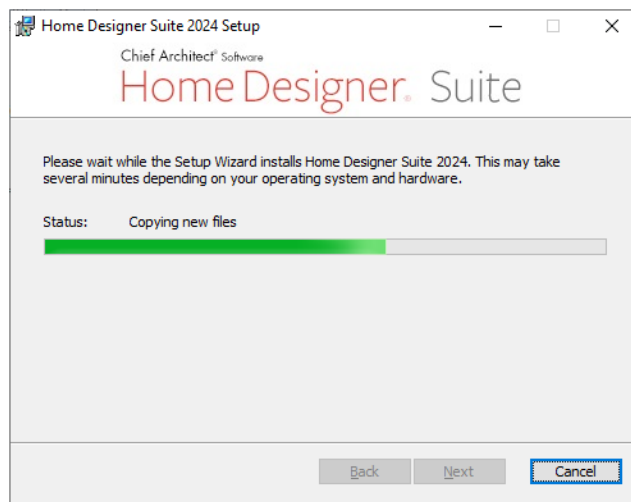 Home Designer Suite 2024 Setup
Chief Architect® Software
Home Designer® Suite
Please wait while the Setup Wizard installs Home Designer Suite 2024. This may take
several minutes depending on your operating system and hardware.
Status: Copying new files
Back Next Cancel